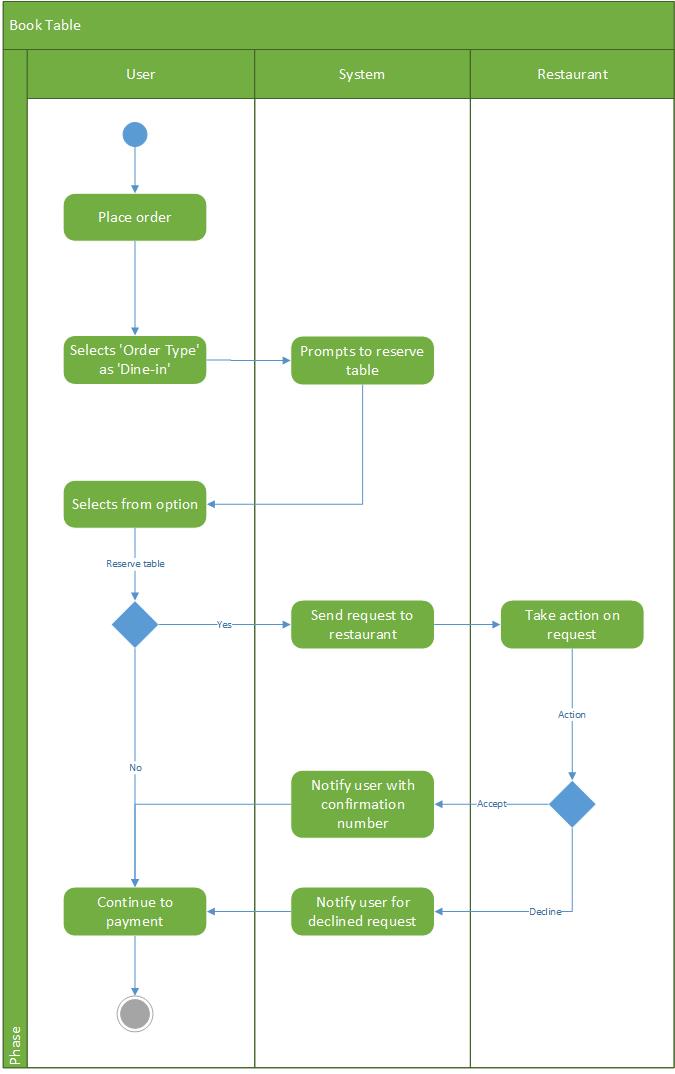 Book Table
User
System
Restaurant
Place order
Selects 'Order Type'
as 'Dine-in'
Prompts to reserve
table
Selects from option
Reserve table
Yes
Send request to
restaurant
Take action on
request
Action
No
Notify user with
confirmation
number
Accept
Continue to
payment
Notify user for
declined request
Decline
Phase